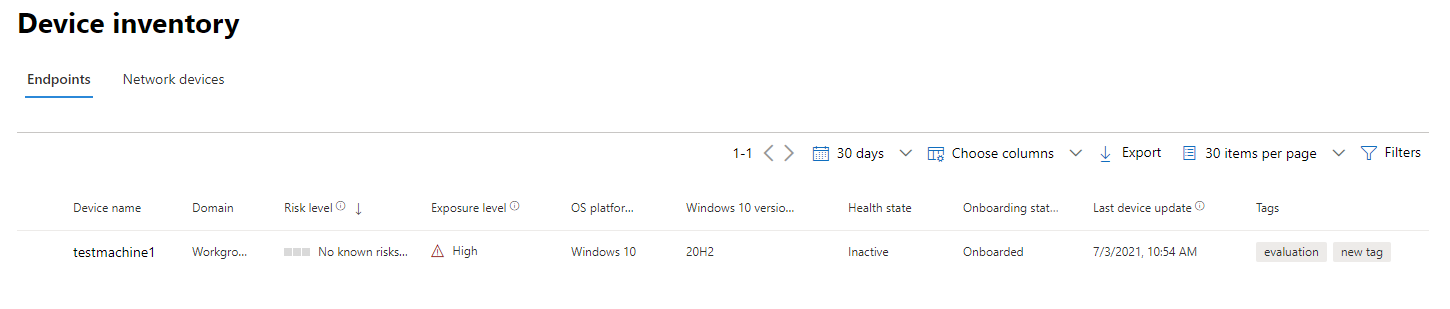 Device inventory
Endpoints Network devices
1-1 30 days Choose columns Export 30 items per page Filters
Device name Domain Risk level Exposure level OS platfor... Windows 10 versio... Health state Onboarding stat... Last device update Tags
testmachine1 Workgro... No known risks... High Windows 10 20H2 Inactive Onboarded 7/3/2021, 10:54 AM evaluation new tag